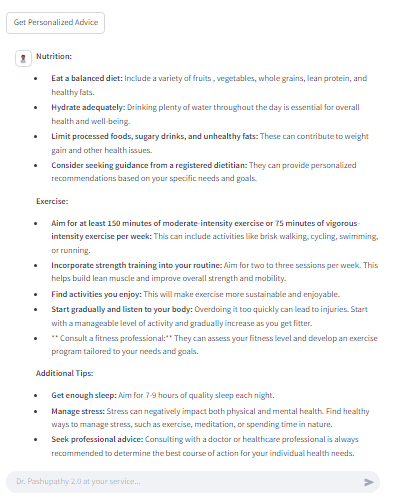 Get Personalized Advice
Nutrition:
• Eat a balanced diet: Include a variety of fruits , vegetables, whole grains, lean protein, and
healthy fats.
• Hydrate adequately: Drinking plenty of water throughout the day is essential for overall
health and well-being.
• Limit processed foods, sugary drinks, and unhealthy fats: These can contribute to weight
gain and other health issues.
• Consider seeking guidance from a registered dietitian: They can provide personalized
recommendations based on your specific needs and goals.
Exercise:
• Aim for at least 150 minutes of moderate-intensity exercise or 75 minutes of vigorous-
intensity exercise per week: This can include activities like brisk walking, cycling, swimming,
or running.
• Incorporate strength training into your routine: Aim for two to three sessions per week. This
helps build lean muscle and improve overall strength and mobility.
• Find activities you enjoy: This will make exercise more sustainable and enjoyable.
• Start gradually and listen to your body: Overdoing it too quickly can lead to injuries. Start
with a manageable level of activity and gradually increase as you get fitter.
• ** Consult a fitness professional:** They can assess your fitness level and develop an exercise
program tailored to your needs and goals.
Additional Tips:
• Get enough sleep: Aim for 7-9 hours of quality sleep each night.
• Manage stress: Stress can negatively impact both physical and mental health. Find healthy
ways to manage stress, such as exercise, meditation, or spending time in nature.
• Seek professional advice: Consulting with a doctor or healthcare professional is always
recommended to determine the best course of action for your individual health needs.
Dr. Pashupathy 2.0 at your service...